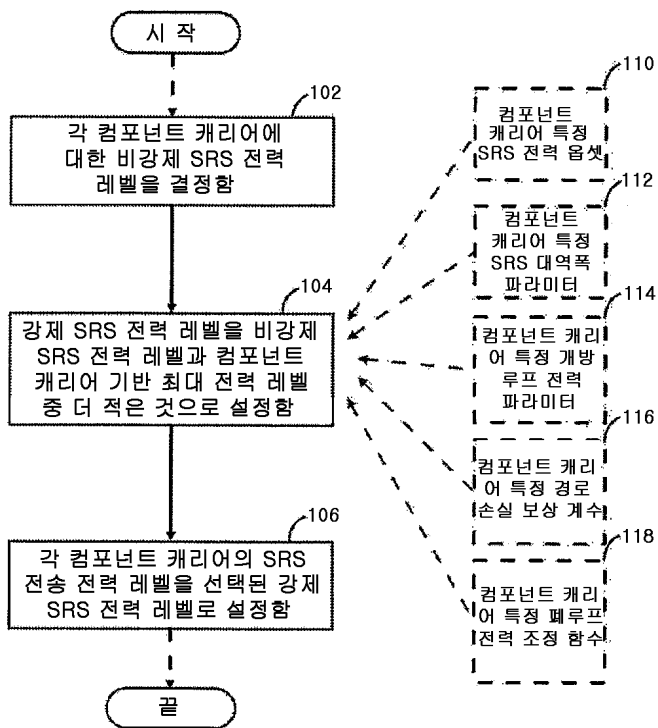 시 작
102
각 컴포넌트 캐리어에
대한 비강제 SRS 전력
레벨을 결정함
104
강제 SRS 전력 레벨을 비강제
SRS 전력 레벨과 컴포넌트
캐리어 기반 최대 전력 레벨
중 더 적은 것으로 설정함
106
각 컴포넌트 캐리어의 SRS
전송 전력 레벨을 선택된 강제
SRS 전력 레벨로 설정함
끝
110
컴포넌트
캐리어 특정
SRS 전력 옵셋
112
컴포넌트
캐리어 특정
SRS 대역폭
파라미터
114
컴포넌트 캐리
어 특정 개방
루프 전력
파라미터
116
컴포넌트 캐리
어 특정 경로
손실 보상 계수
118
컴포넌트 캐리
어 특정 폐루프
전력 조정 함수